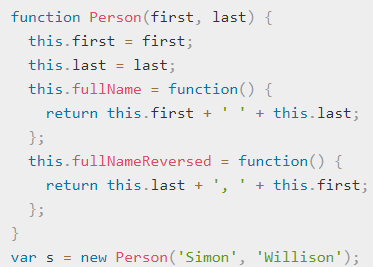 function Person(first, last) {
  this.first = first;
  this.last = last;
  this.fullName = function() {
    return this.first + ' ' + this.last;
  };
  this.fullNameReversed = function() {
    return this.last + ', ' + this.first;
  };
}
var s = new Person('Simon', 'Willison');